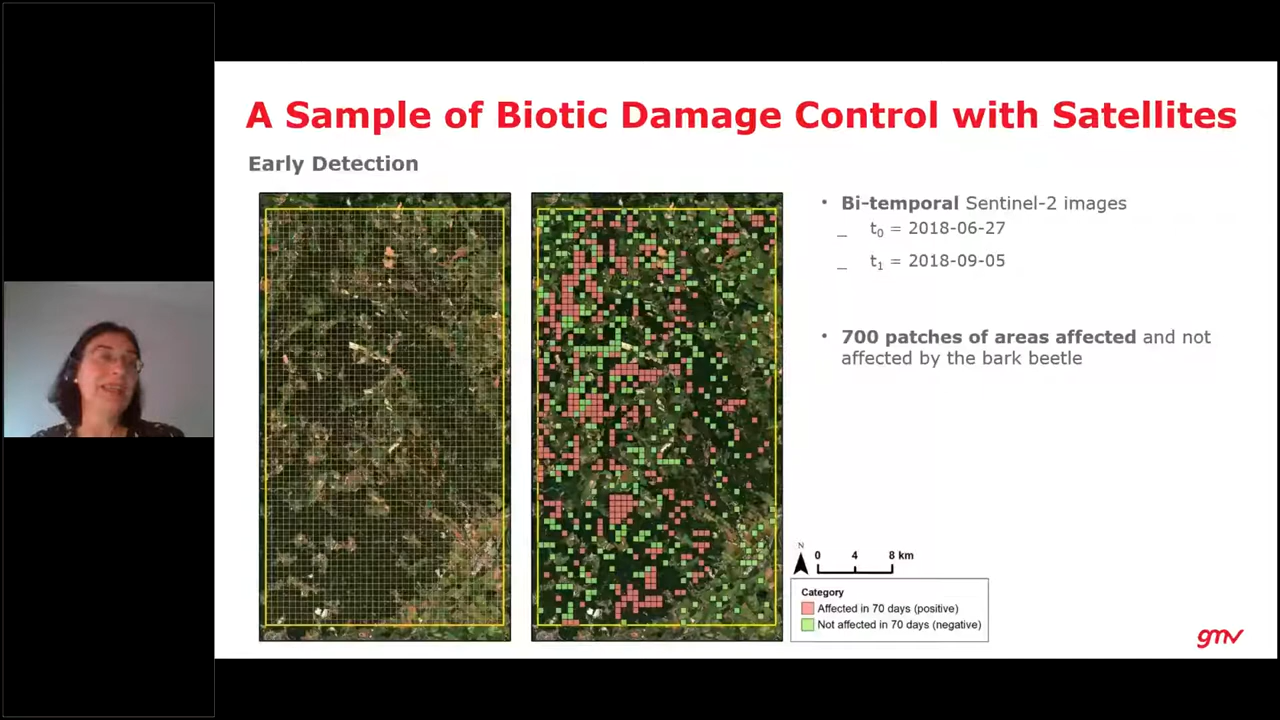 A Sample of Biotic Damage Control with Satellites
Early Detection
• Bi-temporal Sentinel-2 images
_ t₀ = 2018-06-27
_ t₁ = 2018-09-05
• 700 patches of areas affected and not
affected by the bark beetle
N
0 4 8 km
Category
Affected in 70 days (positive)
Not affected in 70 days (negative)
gmv